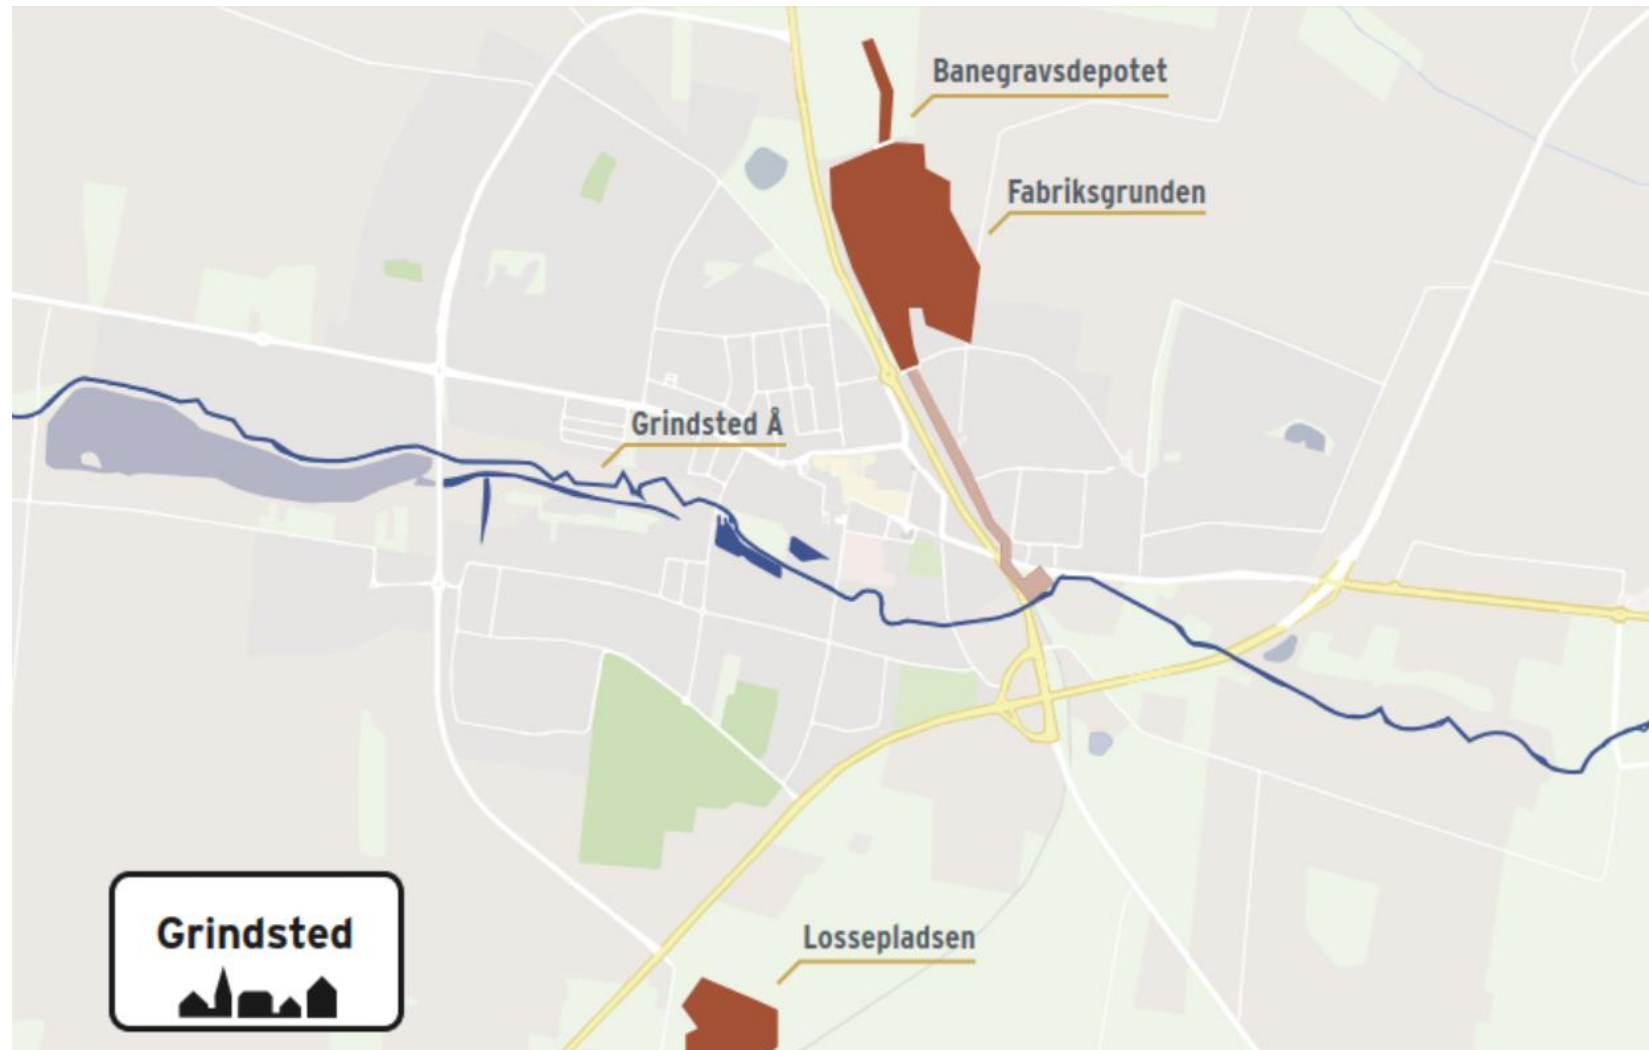 Banegravsdepotet
Fabriksgrunden
Grindsted Å
Lossepladsen
Grindsted